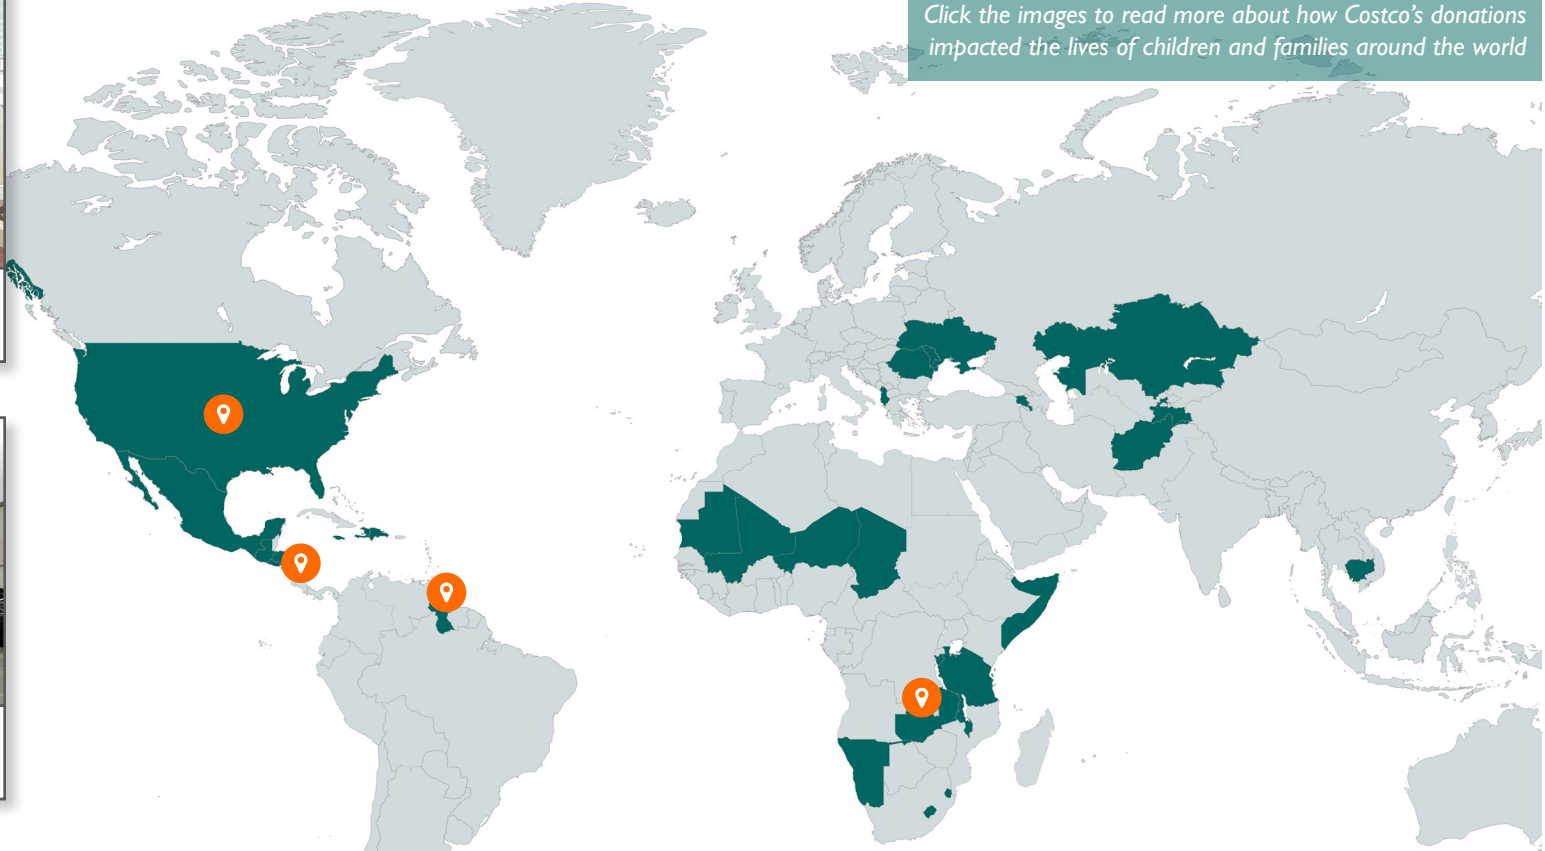 Click the images to read more about how Costco's donations
impacted the lives of children and families around the world